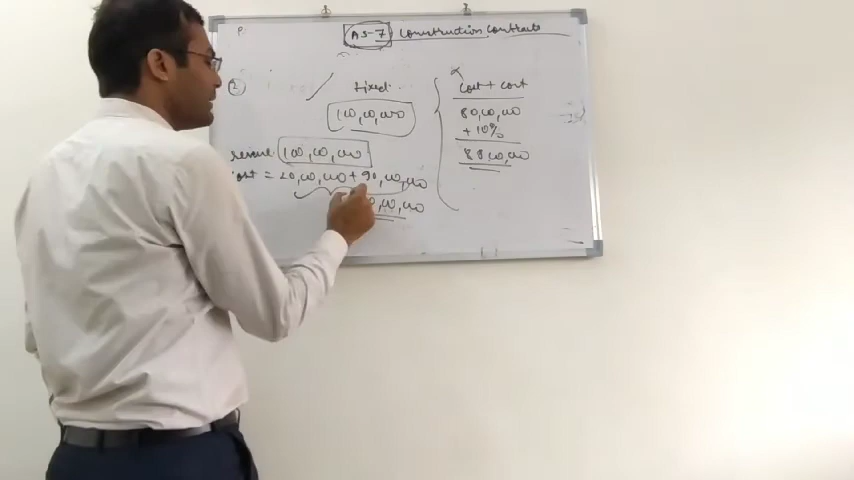 P
AS-7 Construction Contracts
2
fixed
100,00,000
revenue 100,00,000
cost = 20,00,000 + 90,00,000
0,00,000
Cost + Cost
80,00,000
+ 10%
88,00,000